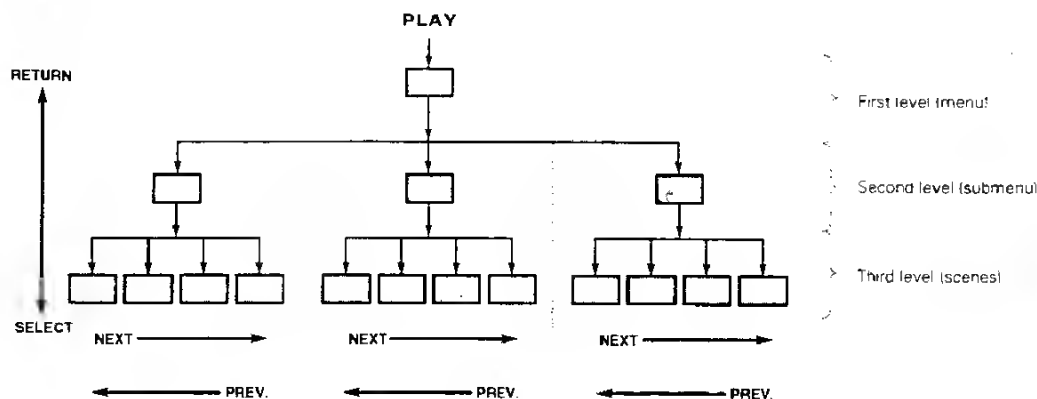 PLAY
RETURN
First level (menu)
Second level (submenu)
Third level (scenes)
SELECT
NEXT
NEXT
NEXT
PREV.
PREV.
PREV.